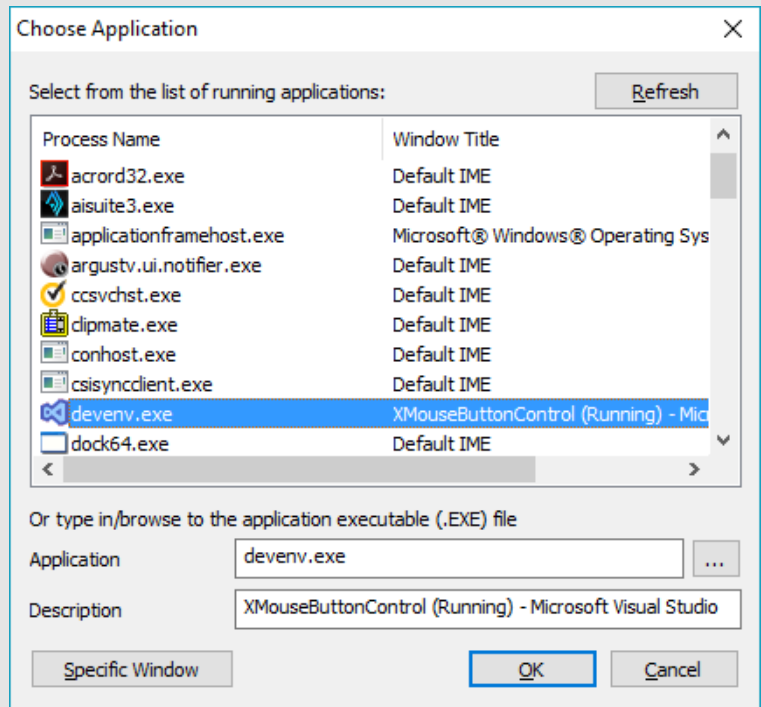 Choose Application
Select from the list of running applications: Refresh
Process Name Window Title
acrord32.exe Default IME
aisuite3.exe Default IME
applicationframehost.exe Microsoft® Windows® Operating Sys
argustv.ui.notifier.exe Default IME
ccsvchst.exe Default IME
clipmate.exe Default IME
conhost.exe Default IME
csisyncclient.exe Default IME
devenv.exe XMouseButtonControl (Running) - Mic
dock64.exe Default IME
Or type in/browse to the application executable (.EXE) file
Application devenv.exe ...
Description XMouseButtonControl (Running) - Microsoft Visual Studio
Specific Window OK Cancel